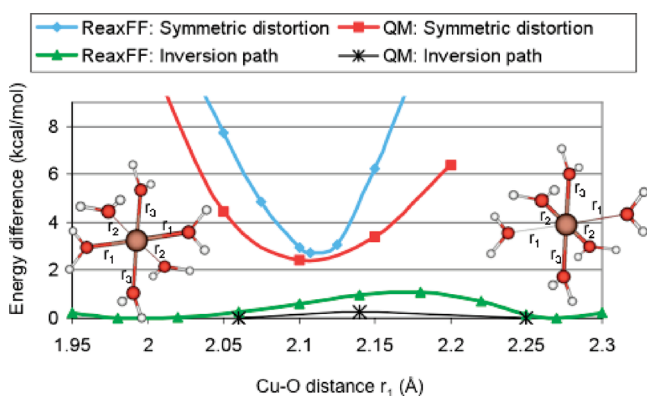 ReaxFF: Symmetric distortion QM: Symmetric distortion
ReaxFF: Inversion path QM: Inversion path
Energy difference (kcal/mol)
8
6
4
2
0
r3
r1
r2
r2
r1
r3
r3
r1
r2
r2
r1
r3
1.95 2 2.05 2.1 2.15 2.2 2.25 2.3
Cu-O distance r1 (Å)